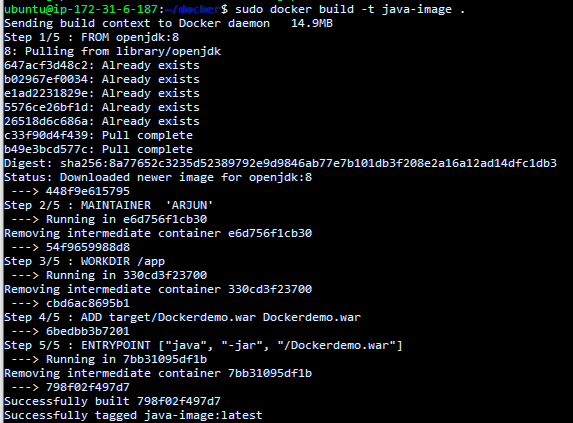 ubuntu@ip-172-31-6-187:~/docker$ sudo docker build -t java-image .
Sending build context to Docker daemon   14.9MB
Step 1/5 : FROM openjdk:8
8: Pulling from library/openjdk
647acf3d48c2: Already exists
b02967ef0034: Already exists
e1ad2231829e: Already exists
5576ce26bf1d: Already exists
26518d6c686a: Already exists
c33f90d4f439: Pull complete
b49e3bcd577c: Pull complete
Digest: sha256:8a77652c3235d52389792e9d9846ab77e7b101db3f208e2a16a12ad14dfc1db3
Status: Downloaded newer image for openjdk:8
 ---> 448f9e615795
Step 2/5 : MAINTAINER  'ARJUN'
 ---> Running in e6d756f1cb30
Removing intermediate container e6d756f1cb30
 ---> 54f9659988d8
Step 3/5 : WORKDIR /app
 ---> Running in 330cd3f23700
Removing intermediate container 330cd3f23700
 ---> cbd6ac8695b1
Step 4/5 : ADD target/Dockerdemo.war Dockerdemo.war
 ---> 6bedbb3b7201
Step 5/5 : ENTRYPOINT ["java", "-jar", "/Dockerdemo.war"]
 ---> Running in 7bb31095df1b
Removing intermediate container 7bb31095df1b
 ---> 798f02f497d7
Successfully built 798f02f497d7
Successfully tagged java-image:latest